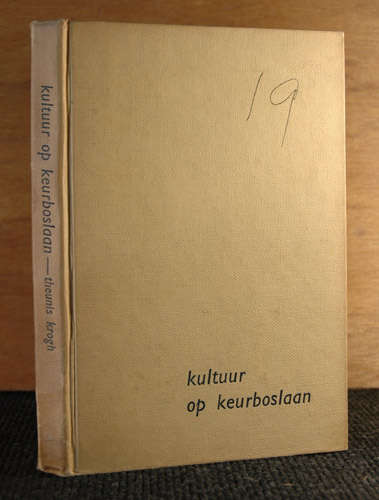 kultuur op keurboslaan — theunis krogh
19
kultuur
op keurboslaan